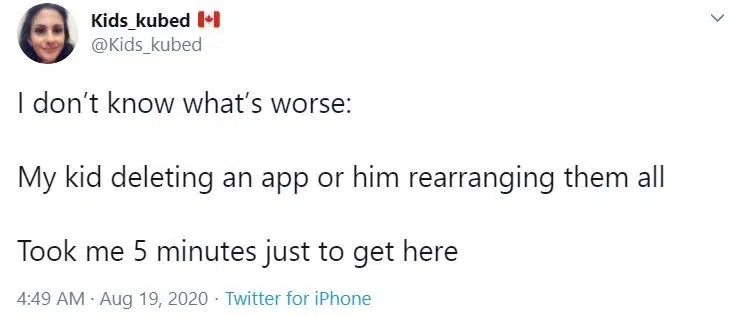 Kids_kubed 🇨🇦
@Kids_kubed
I don't know what's worse:
My kid deleting an app or him rearranging them all
Took me 5 minutes just to get here
4:49 AM · Aug 19, 2020 · Twitter for iPhone